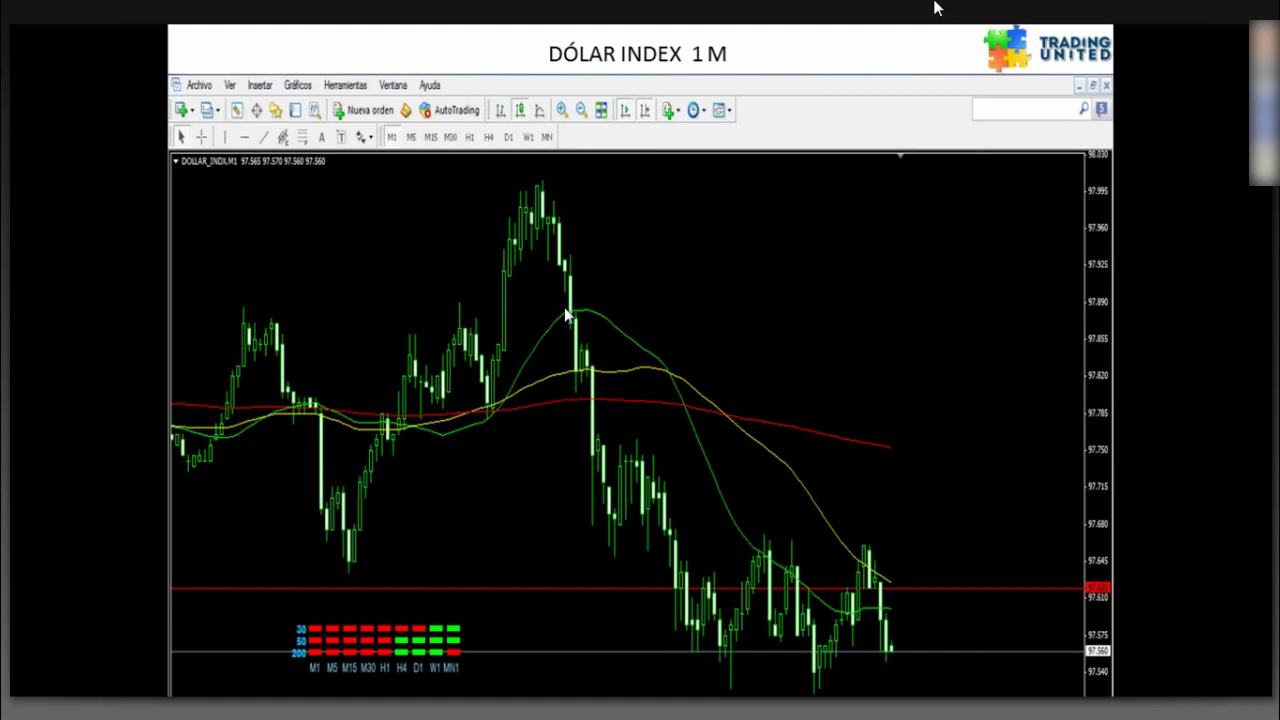 DÓLAR INDEX 1 M
TRADING
UNITED
Archivo Ver Insertar Gráficos Herramientas Ventana Ayuda
Nueva orden AutoTrading
M1 M5 M15 M30 H1 H4 D1 W1 MN
DOLLAR_INDX,M1 97.565 97.570 97.560 97.560
98.030
97.995
97.960
97.925
97.890
97.855
97.820
97.785
97.750
97.715
97.680
97.645
97.610
97.575
97.560
97.540
30
50
200
M1 M5 M15 M30 H1 H4 D1 W1 MN1